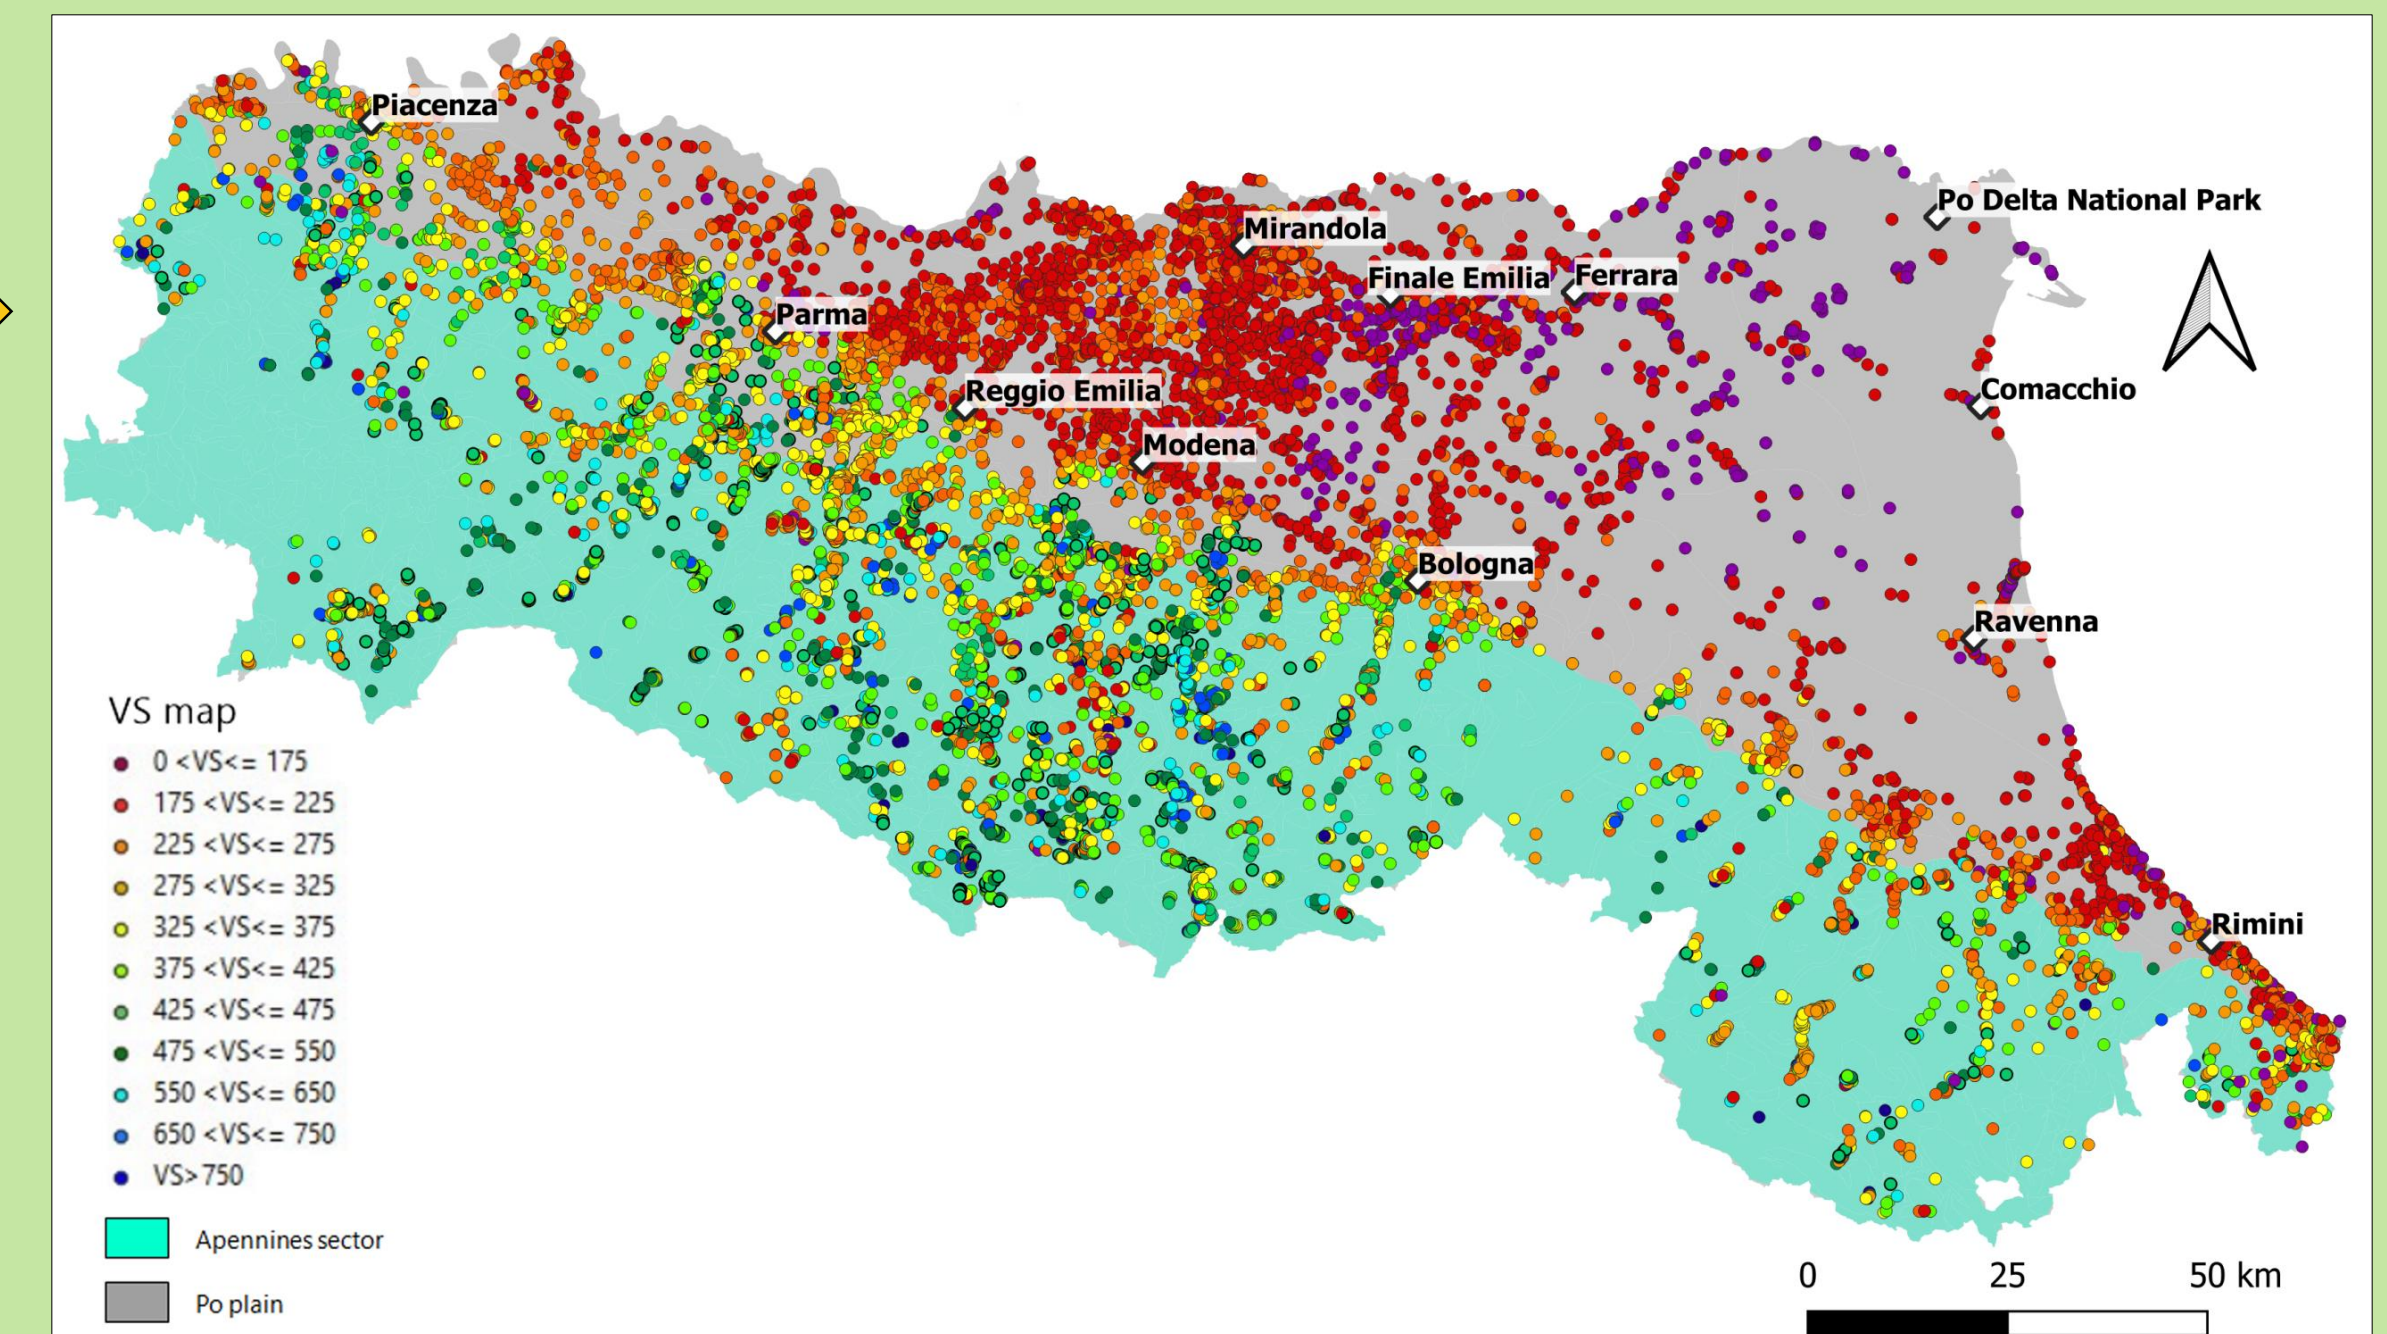 Piacenza
Po Delta National Park
Mirandola
Finale Emilia
Ferrara
Parma
Reggio Emilia
Comacchio
Modena
Bologna
Ravenna
Rimini
VS map
0 <VS<= 175
175 <VS<= 225
225 <VS<= 275
275 <VS<= 325
325 <VS<= 375
375 <VS<= 425
425 <VS<= 475
475 <VS<= 550
550 <VS<= 650
650 <VS<= 750
VS>750
Apennines sector
Po plain
0 25 50 km